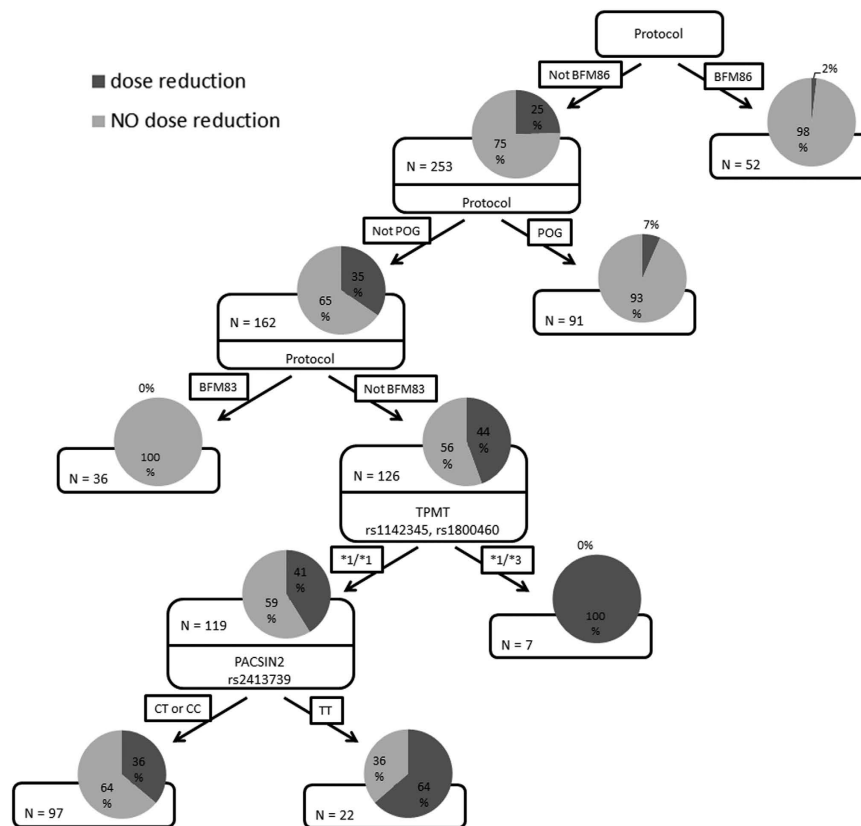 Protocol
dose reduction
NO dose reduction
Not BFM86
BFM86
25
%
75
%
N = 253
Protocol
2%
98
%
N = 52
Not POG
POG
35
%
65
%
N = 162
Protocol
7%
93
%
N = 91
BFM83
Not BFM83
0%
100
%
N = 36
44
%
56
%
N = 126
TPMT
rs1142345, rs1800460
*1/*1
*1/*3
41
%
59
%
N = 119
PACSIN2
rs2413739
0%
100
%
N = 7
CT or CC
TT
36
%
64
%
N = 97
36
%
64
%
N = 22